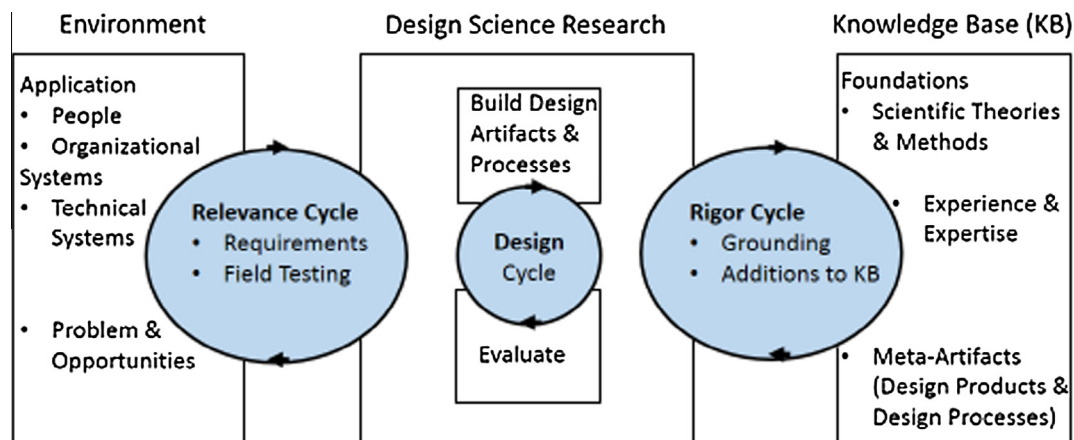 Environment
Design Science Research
Knowledge Base (KB)
Application
• People
• Organizational
Systems
• Technical
Systems
• Problem &
Opportunities
Relevance Cycle
• Requirements
• Field Testing
Build Design
Artifacts &
Processes
Design
Cycle
Evaluate
Rigor Cycle
• Grounding
• Additions to KB
Foundations
• Scientific Theories
& Methods
• Experience &
Expertise
• Meta-Artifacts
(Design Products &
Design Processes)